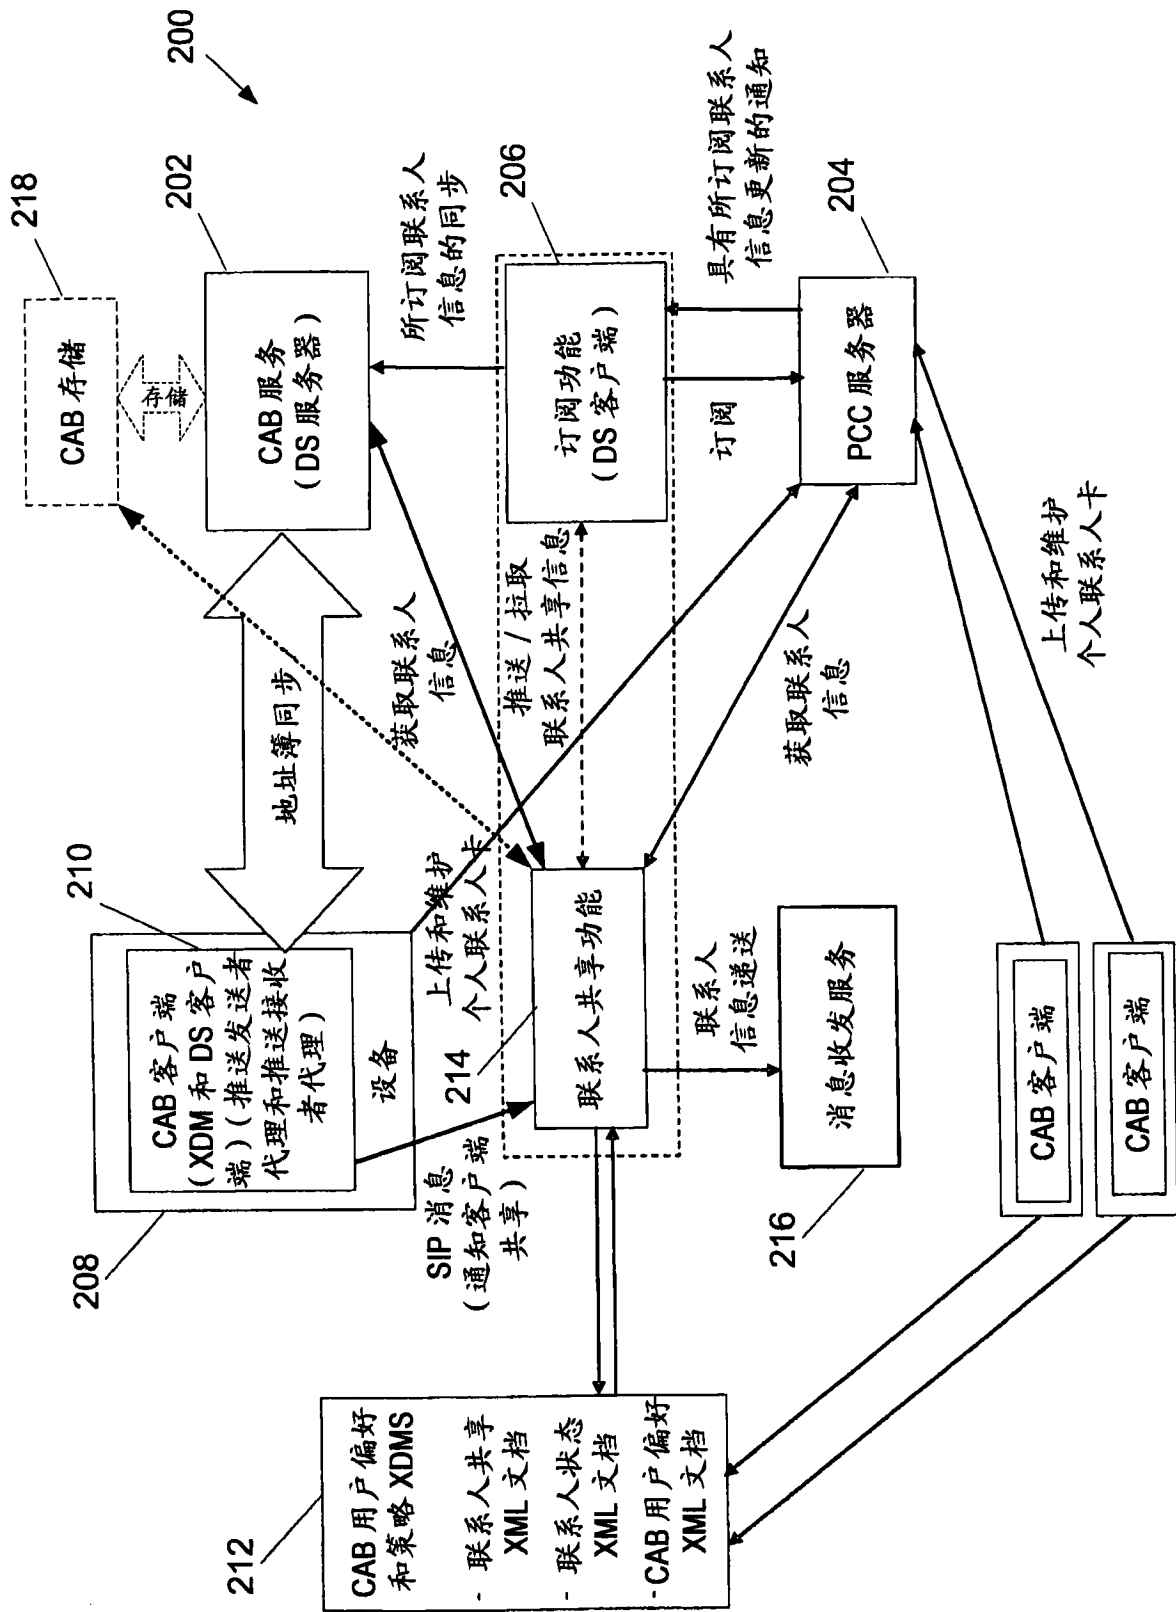 200
218
CAB 存储
存储
202
CAB 服务
(DS 服务器)
所订阅联系人
信息的同步
206
订阅功能
(DS 客户端)
具有所订阅联系人
信息更新的通知
订阅
204
PCC 服务器
地址簿同步
获取联系人
信息
推送/拉取
联系人共享信息
获取联系人
信息
上传和维护
个人联系人卡
210
208
CAB 客户端
(XDM 和 DS 客户
端)(推送发送者
代理和推送接收
者代理)
设备
上传和维护
个人联系人卡
214
联系人共享功能
SIP 消息
(通知客户端
共享)
联系人
信息递送
消息收发服务
216
CAB 客户端
CAB 客户端
212
CAB 用户偏好
和策略 XDMS
- 联系人共享
XML 文档
- 联系人状态
XML 文档
- CAB 用户偏好
XML 文档